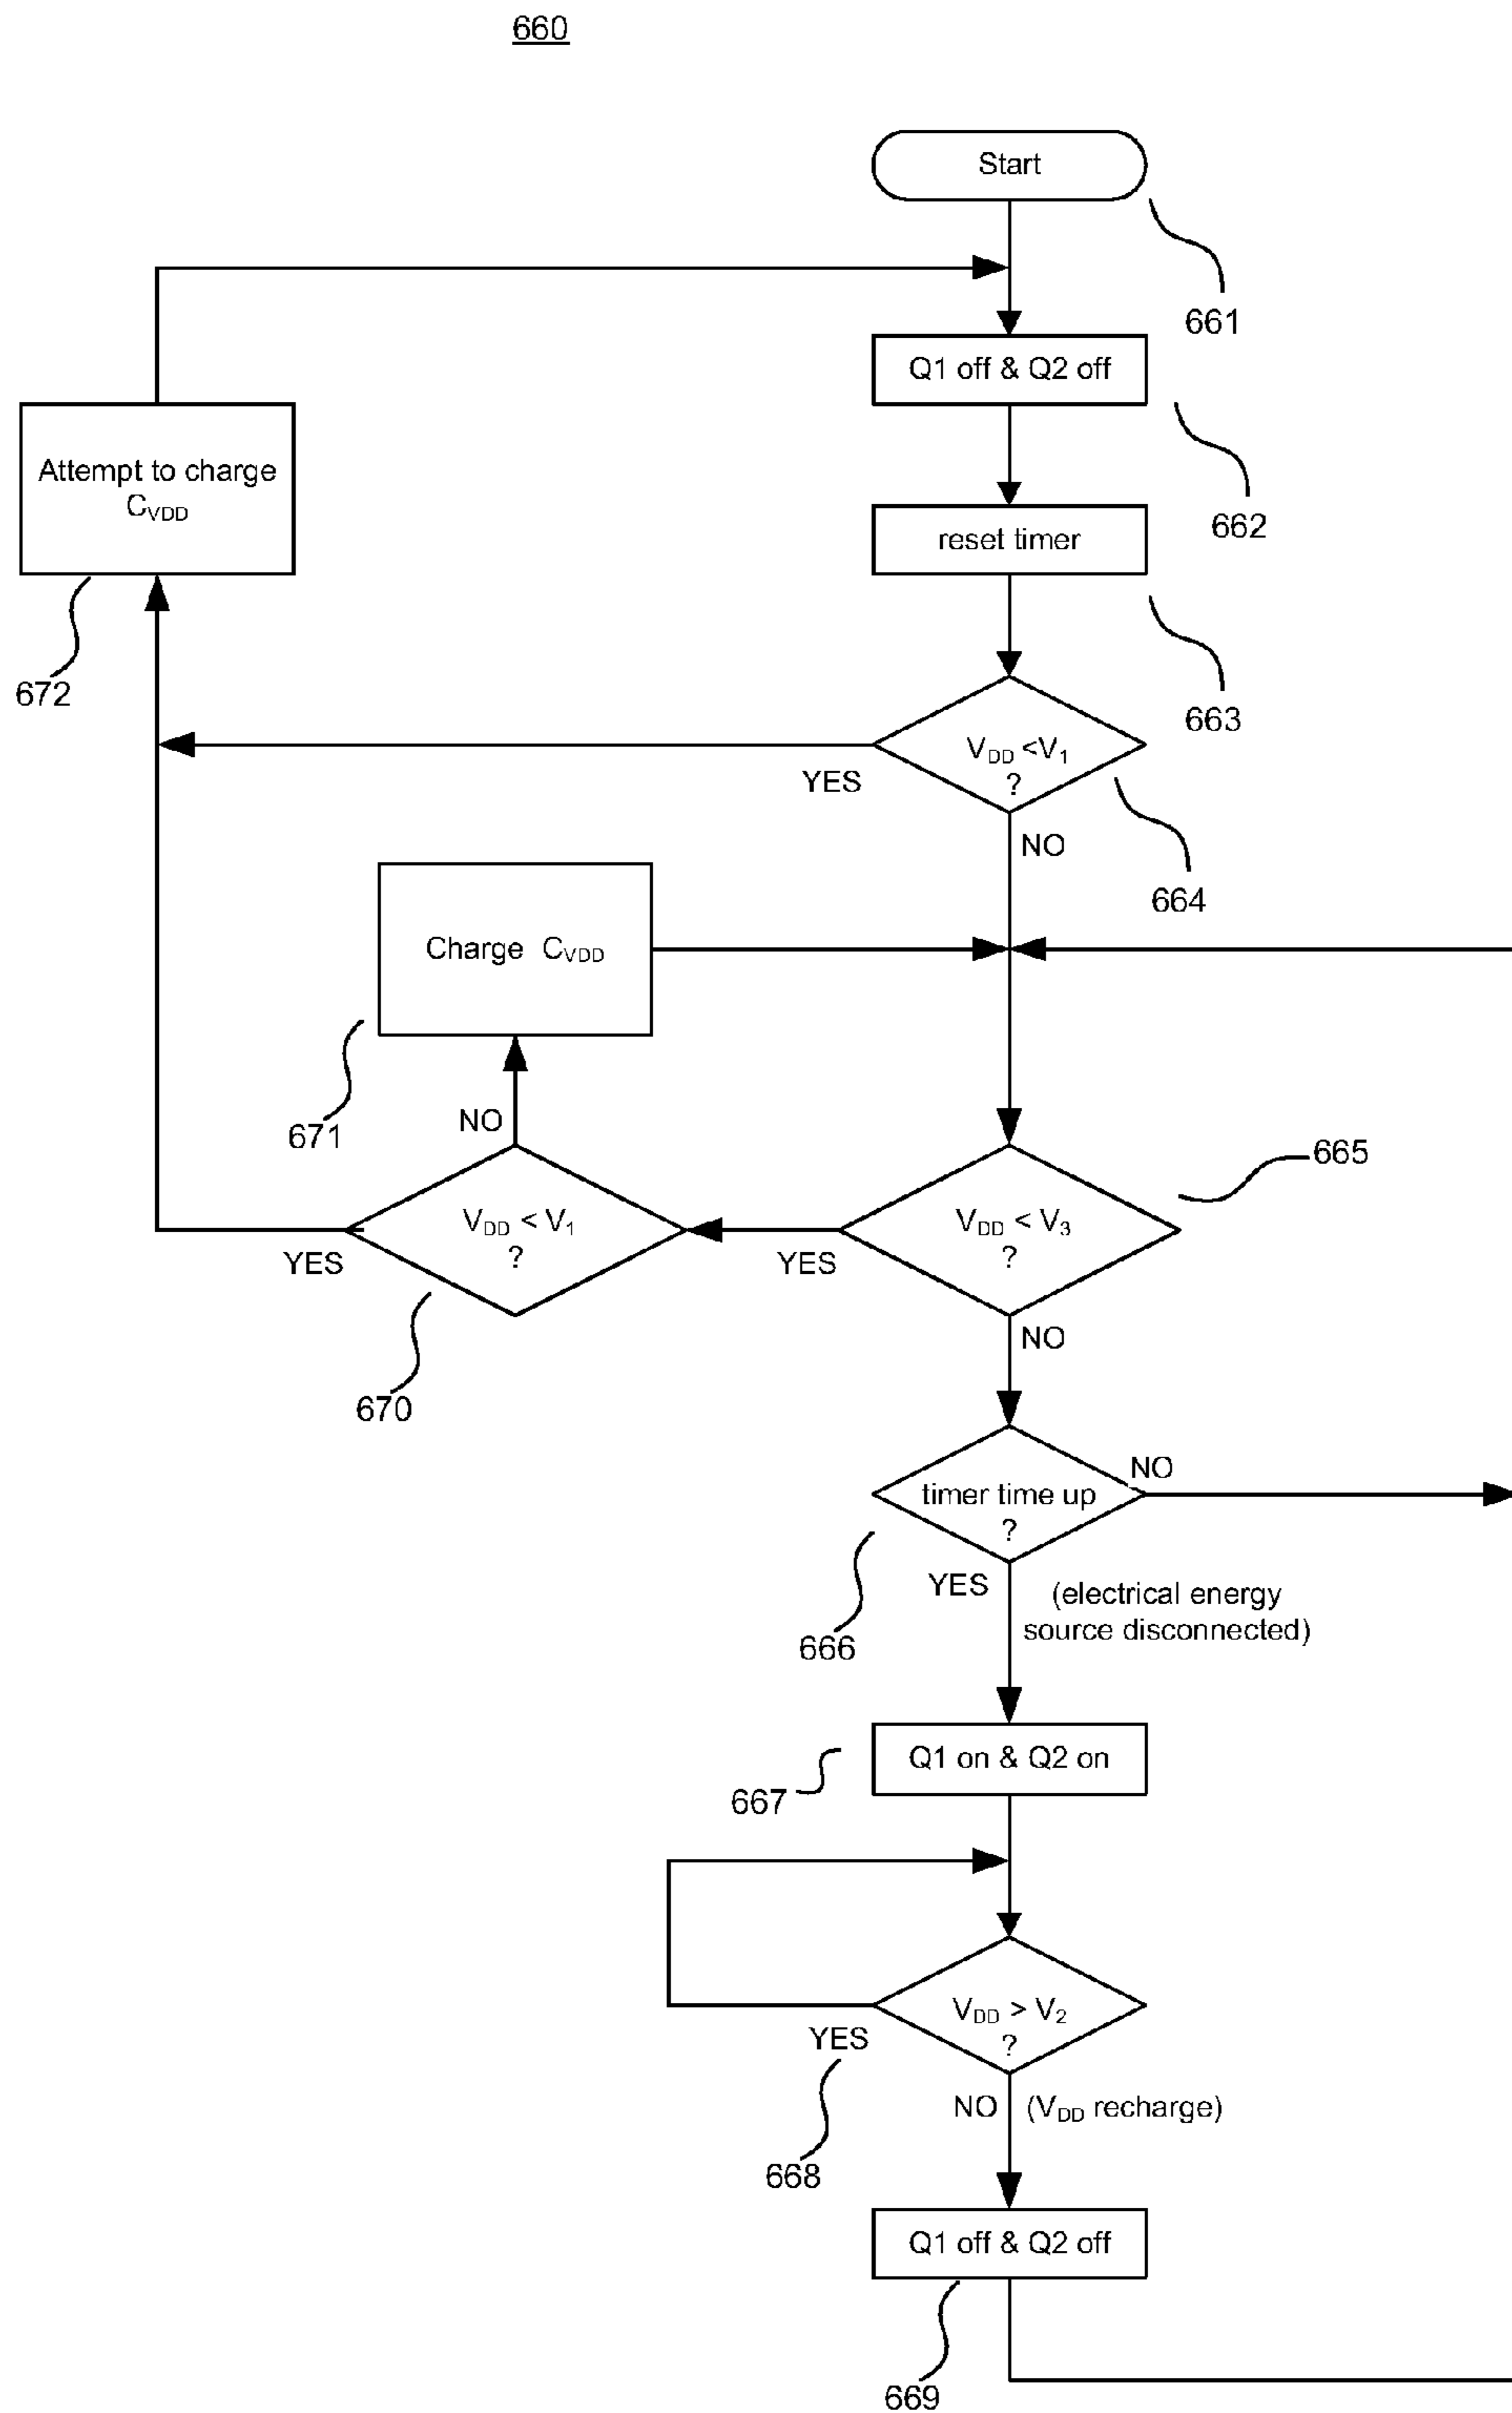 660
Start
661
Q1 off & Q2 off
662
Attempt to charge
C_VDD
672
reset timer
663
V_DD <V_1
?
YES
NO
664
Charge C_VDD
671
NO
V_DD < V_1
?
YES
670
V_DD < V_3
?
YES
NO
665
timer time up
?
NO
YES
666
(electrical energy
source disconnected)
Q1 on & Q2 on
667
V_DD > V_2
?
YES
668
NO (V_DD recharge)
Q1 off & Q2 off
669